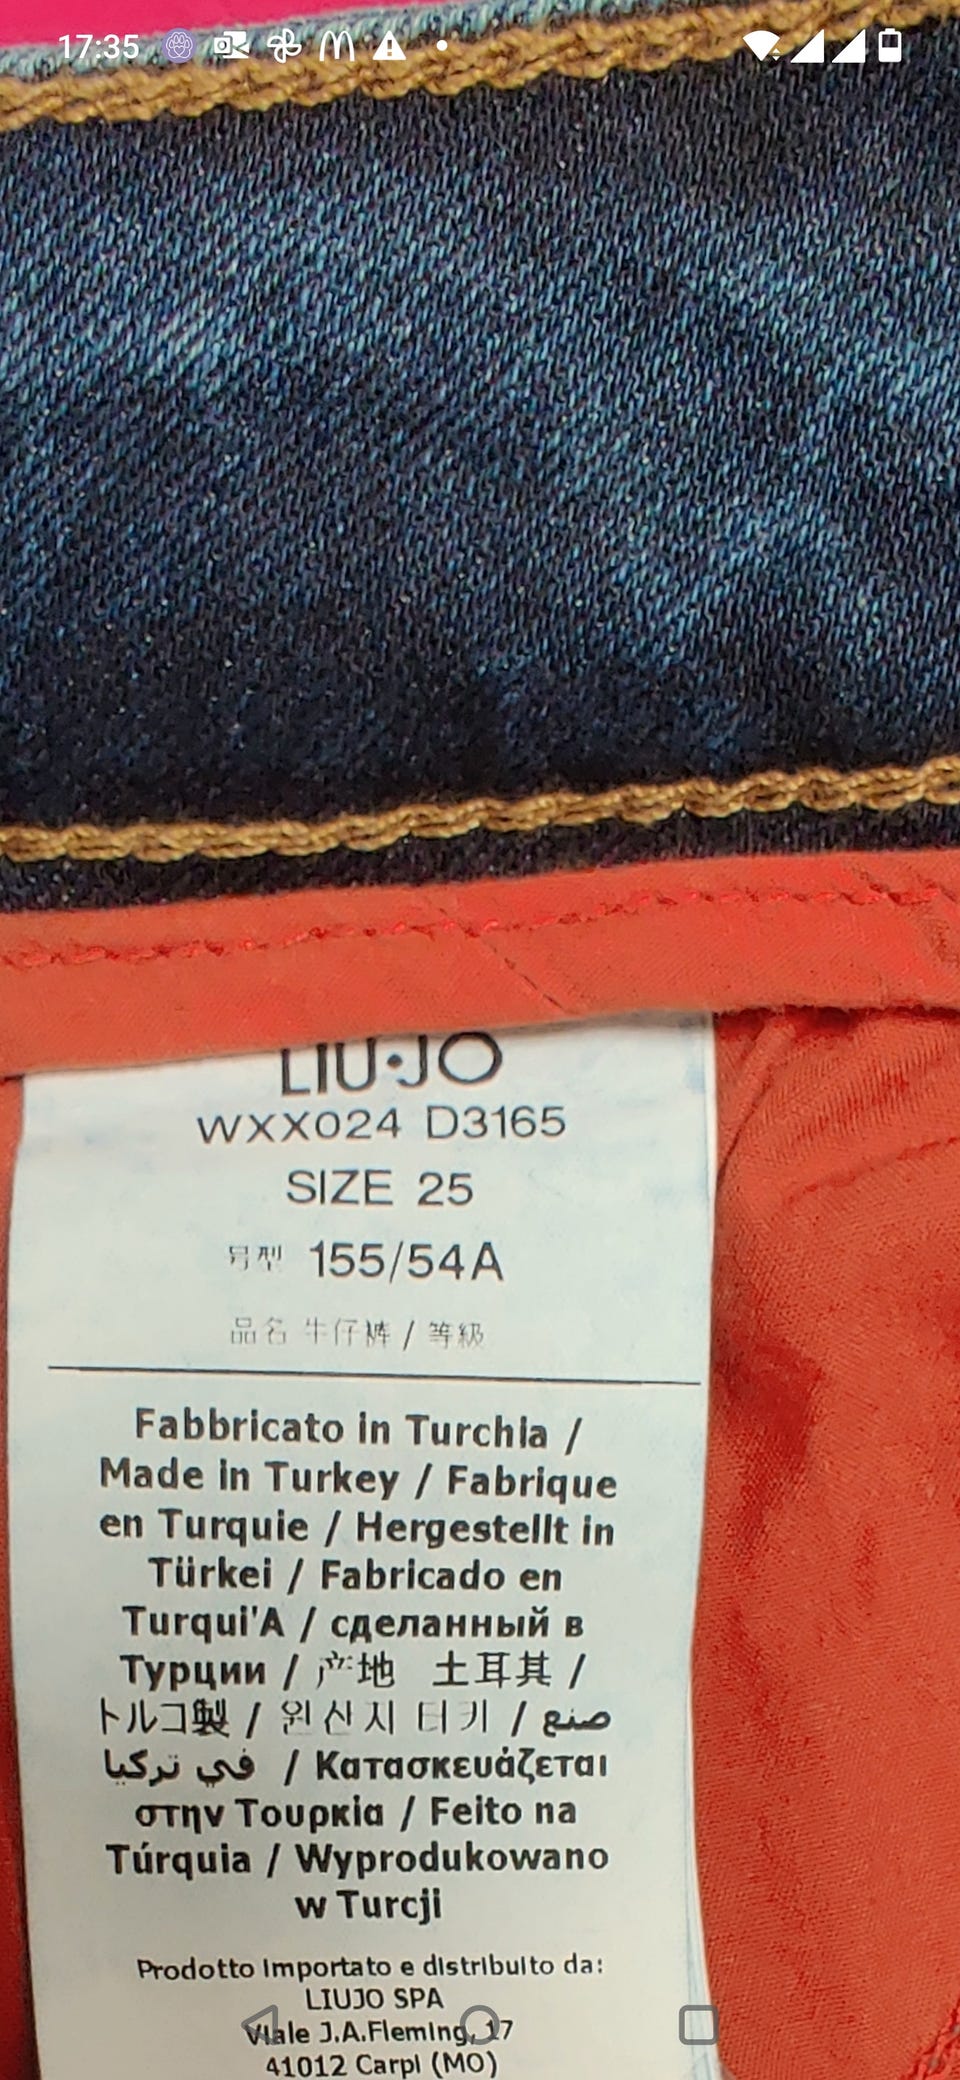 17:35
LIU·JO
WXX024 D3165
SIZE 25
号型 155/54A
品名 牛仔裤 / 等級
Fabbricato in Turchia /
Made in Turkey / Fabrique
en Turquie / Hergestellt in
Türkei / Fabricado en
Turqui'A / сделанный в
Турции / 产地 土耳其 /
トルコ製 / 원산지 터키 / صنع
في تركيا / Κατασκευάζεται
στην Τουρκία / Feito na
Túrquia / Wyprodukowano
w Turcji
Prodotto importato e distribuito da:
LIUJO SPA
Viale J.A.Fleming, 17
41012 Carpi (MO)